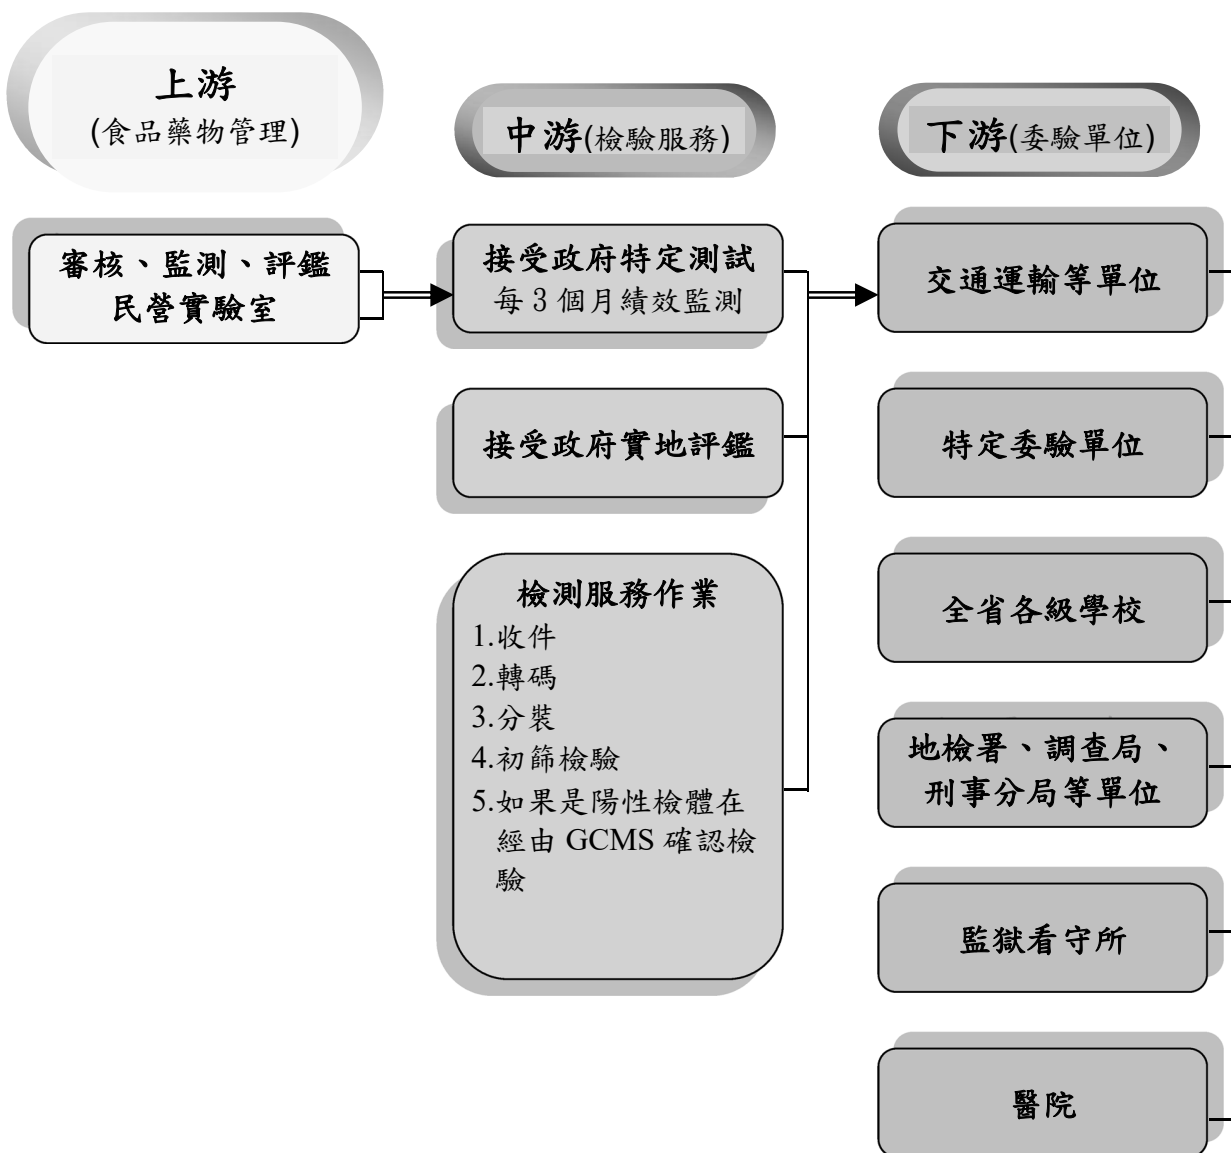 上游
(食品藥物管理)
中游(檢驗服務)
下游(委驗單位)
審核、監測、評鑑
民營實驗室
接受政府特定測試
每 3 個月績效監測
接受政府實地評鑑
檢測服務作業
1.收件
2.轉碼
3.分裝
4.初篩檢驗
5.如果是陽性檢體在
經由 GCMS 確認檢
驗
交通運輸等單位
特定委驗單位
全省各級學校
地檢署、調查局、
刑事分局等單位
監獄看守所
醫院